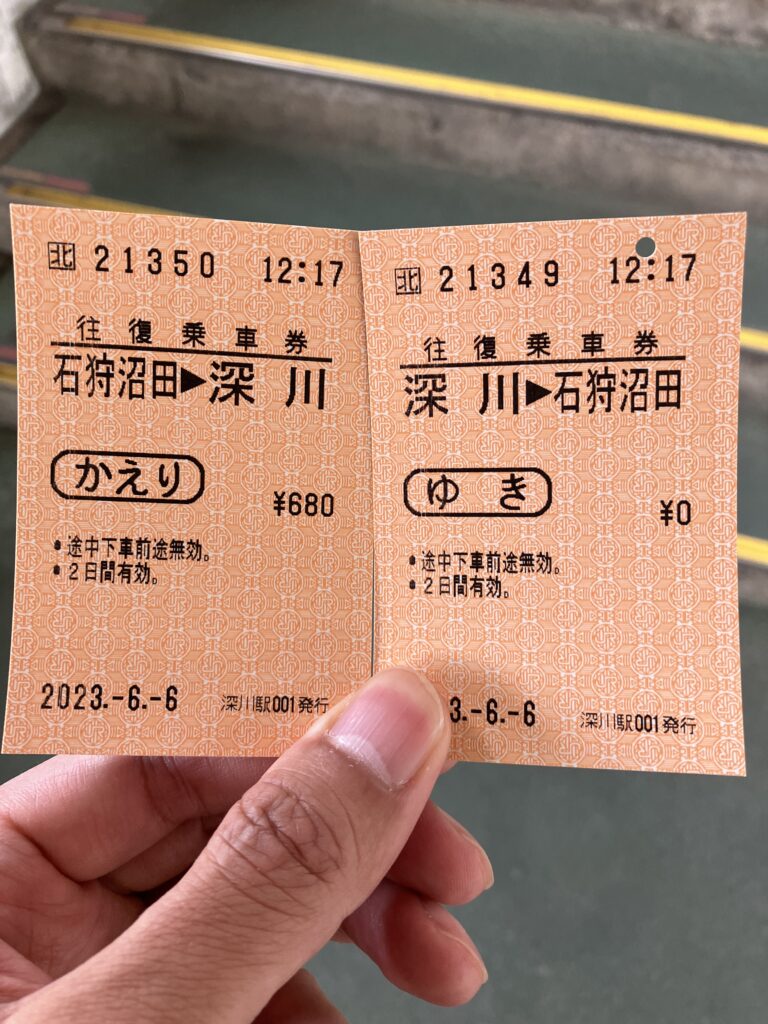 北 21350 12:17
往復乗車券
石狩沼田▶深川
かえり
¥680
・途中下車前途無効。
・2日間有効。
2023.-6.-6 深川駅001発行
北 21349 12:17
往復乗車券
深川▶石狩沼田
ゆき
¥0
・途中下車前途無効。
・2日間有効。
3.-6.-6 深川駅001発行